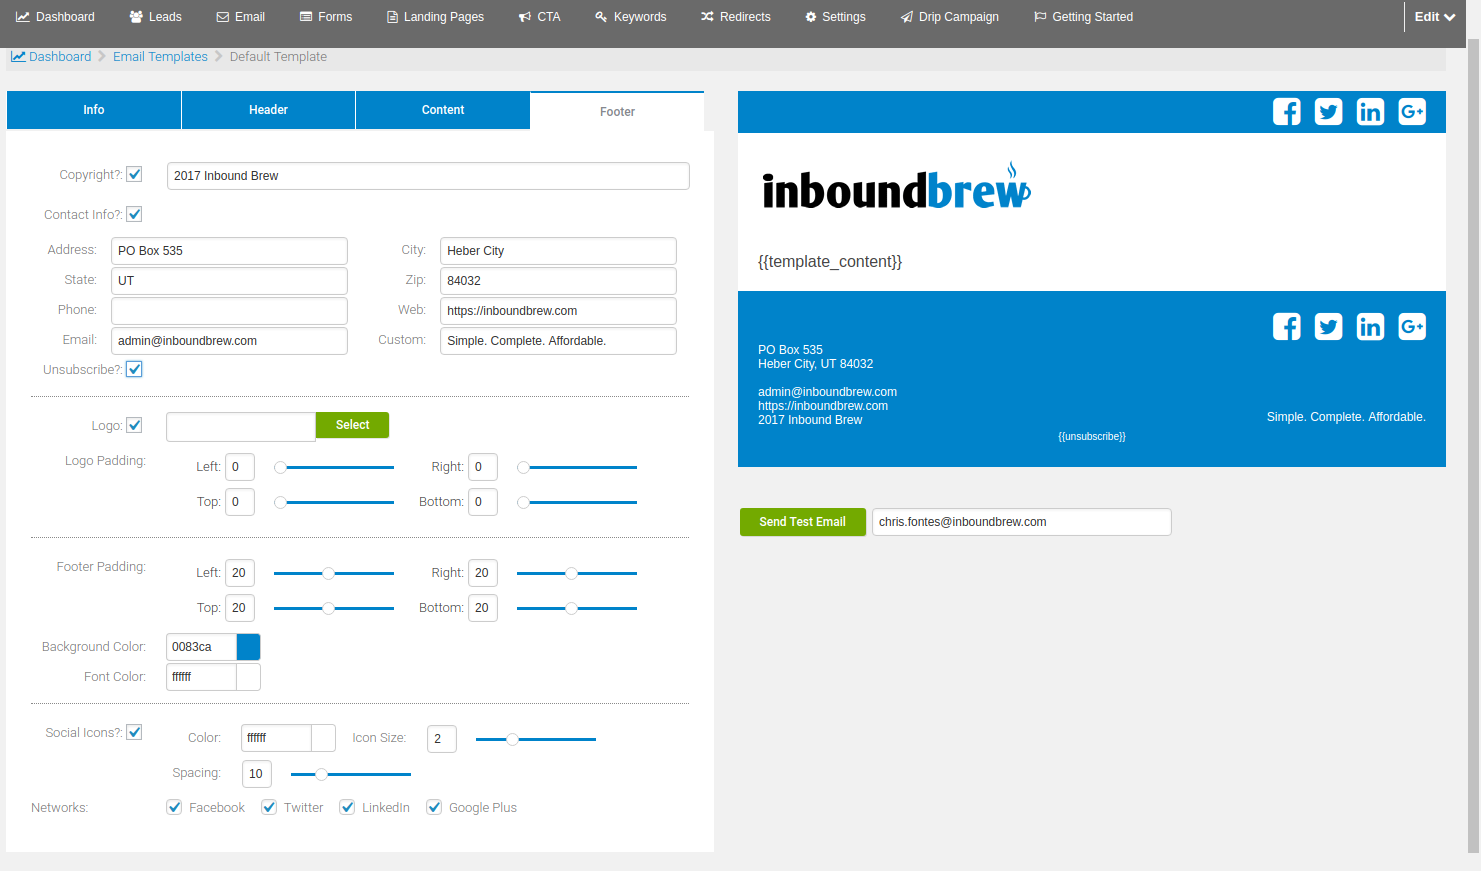 Dashboard Leads Email Forms Landing Pages CTA Keywords Redirects Settings Drip Campaign Getting Started Edit
Dashboard Email Templates Default Template
Info Header Content Footer
Copyright?: 2017 Inbound Brew
Contact Info?:
Address: PO Box 535 City: Heber City
State: UT Zip: 84032
Phone: Web: https://inboundbrew.com
Email: admin@inboundbrew.com Custom: Simple. Complete. Affordable.
Unsubscribe?:
Logo: Select
Logo Padding: Left: 0 Right: 0
Top: 0 Bottom: 0
Footer Padding: Left: 20 Right: 20
Top: 20 Bottom: 20
Background Color: 0083ca
Font Color: ffffff
Social Icons?: Color: ffffff Icon Size: 2
Spacing: 10
Networks: Facebook Twitter LinkedIn Google Plus
inboundbrew
{{template_content}}
PO Box 535
Heber City, UT 84032
admin@inboundbrew.com
https://inboundbrew.com
2017 Inbound Brew
Simple. Complete. Affordable.
{{unsubscribe}}
Send Test Email chris.fontes@inboundbrew.com